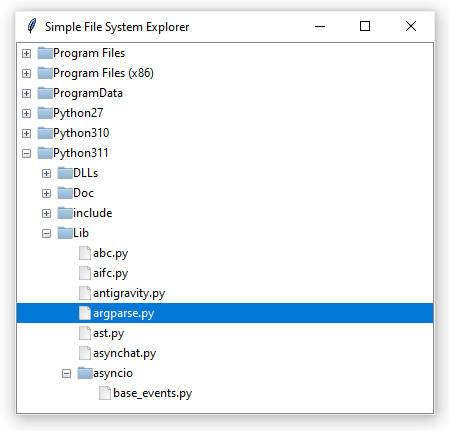 Simple File System Explorer
Program Files
Program Files (x86)
ProgramData
Python27
Python310
Python311
DLLs
Doc
include
Lib
abc.py
aifc.py
antigravity.py
argparse.py
ast.py
asynchat.py
asyncio
base_events.py